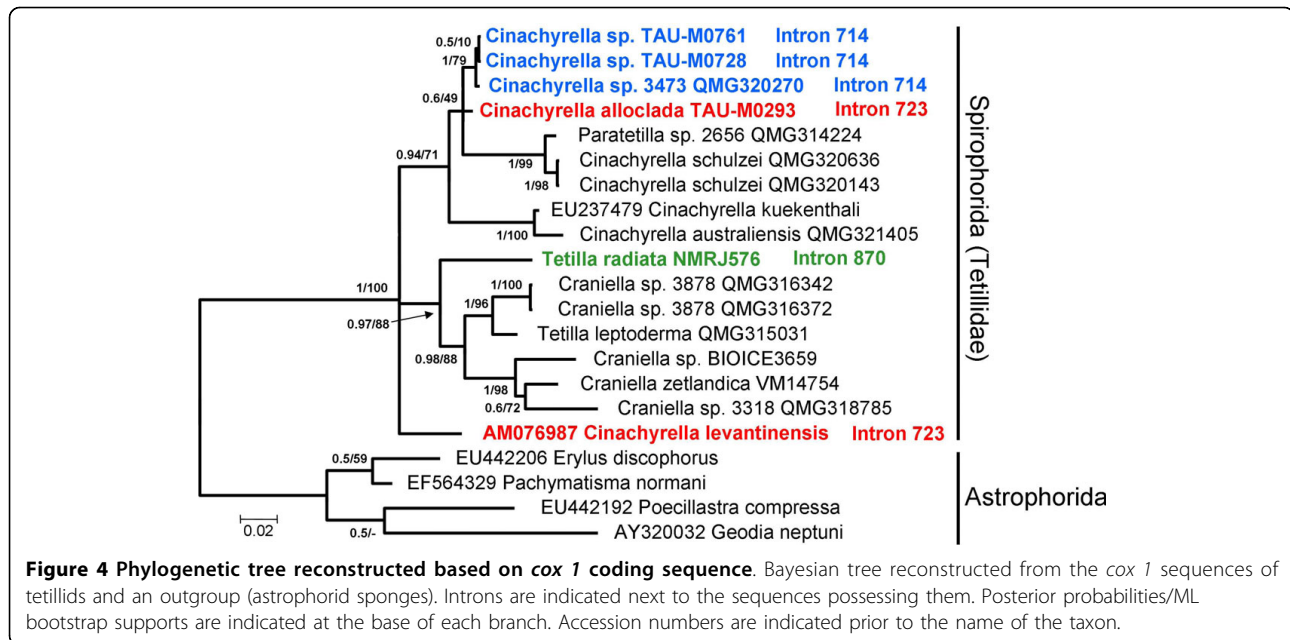 0.5/10
Cinachyrella sp. TAU-M0761 Intron 714
1/79
Cinachyrella sp. TAU-M0728 Intron 714
Cinachyrella sp. 3473 QMG320270 Intron 714
0.6/49
Cinachyrella alloclada TAU-M0293 Intron 723
Paratetilla sp. 2656 QMG314224
0.94/71
1/99
Cinachyrella schulzei QMG320636
1/98
Cinachyrella schulzei QMG320143
EU237479 Cinachyrella kuekenthali
1/100
Cinachyrella australiensis QMG321405
Tetilla radiata NMRJ576 Intron 870
1/100
1/100
Craniella sp. 3878 QMG316342
1/96
Craniella sp. 3878 QMG316372
0.97/88
Tetilla leptoderma QMG315031
0.98/88
Craniella sp. BIOICE3659
1/98
Craniella zetlandica VM14754
0.6/72
Craniella sp. 3318 QMG318785
AM076987 Cinachyrella levantinensis Intron 723
Spirophorida (Tetillidae)
0.5/59
EU442206 Erylus discophorus
EF564329 Pachymatisma normani
EU442192 Poecillastra compressa
0.5/-
AY320032 Geodia neptuni
Astrophorida
0.02
Figure 4 Phylogenetic tree reconstructed based on cox 1 coding sequence. Bayesian tree reconstructed from the cox 1 sequences of
tetillids and an outgroup (astrophorid sponges). Introns are indicated next to the sequences possessing them. Posterior probabilities/ML
bootstrap supports are indicated at the base of each branch. Accession numbers are indicated prior to the name of the taxon.